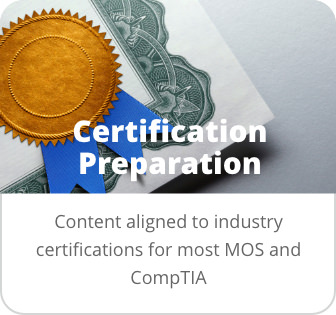 Certification
Preparation
Content aligned to industry
certifications for most MOS and
CompTIA